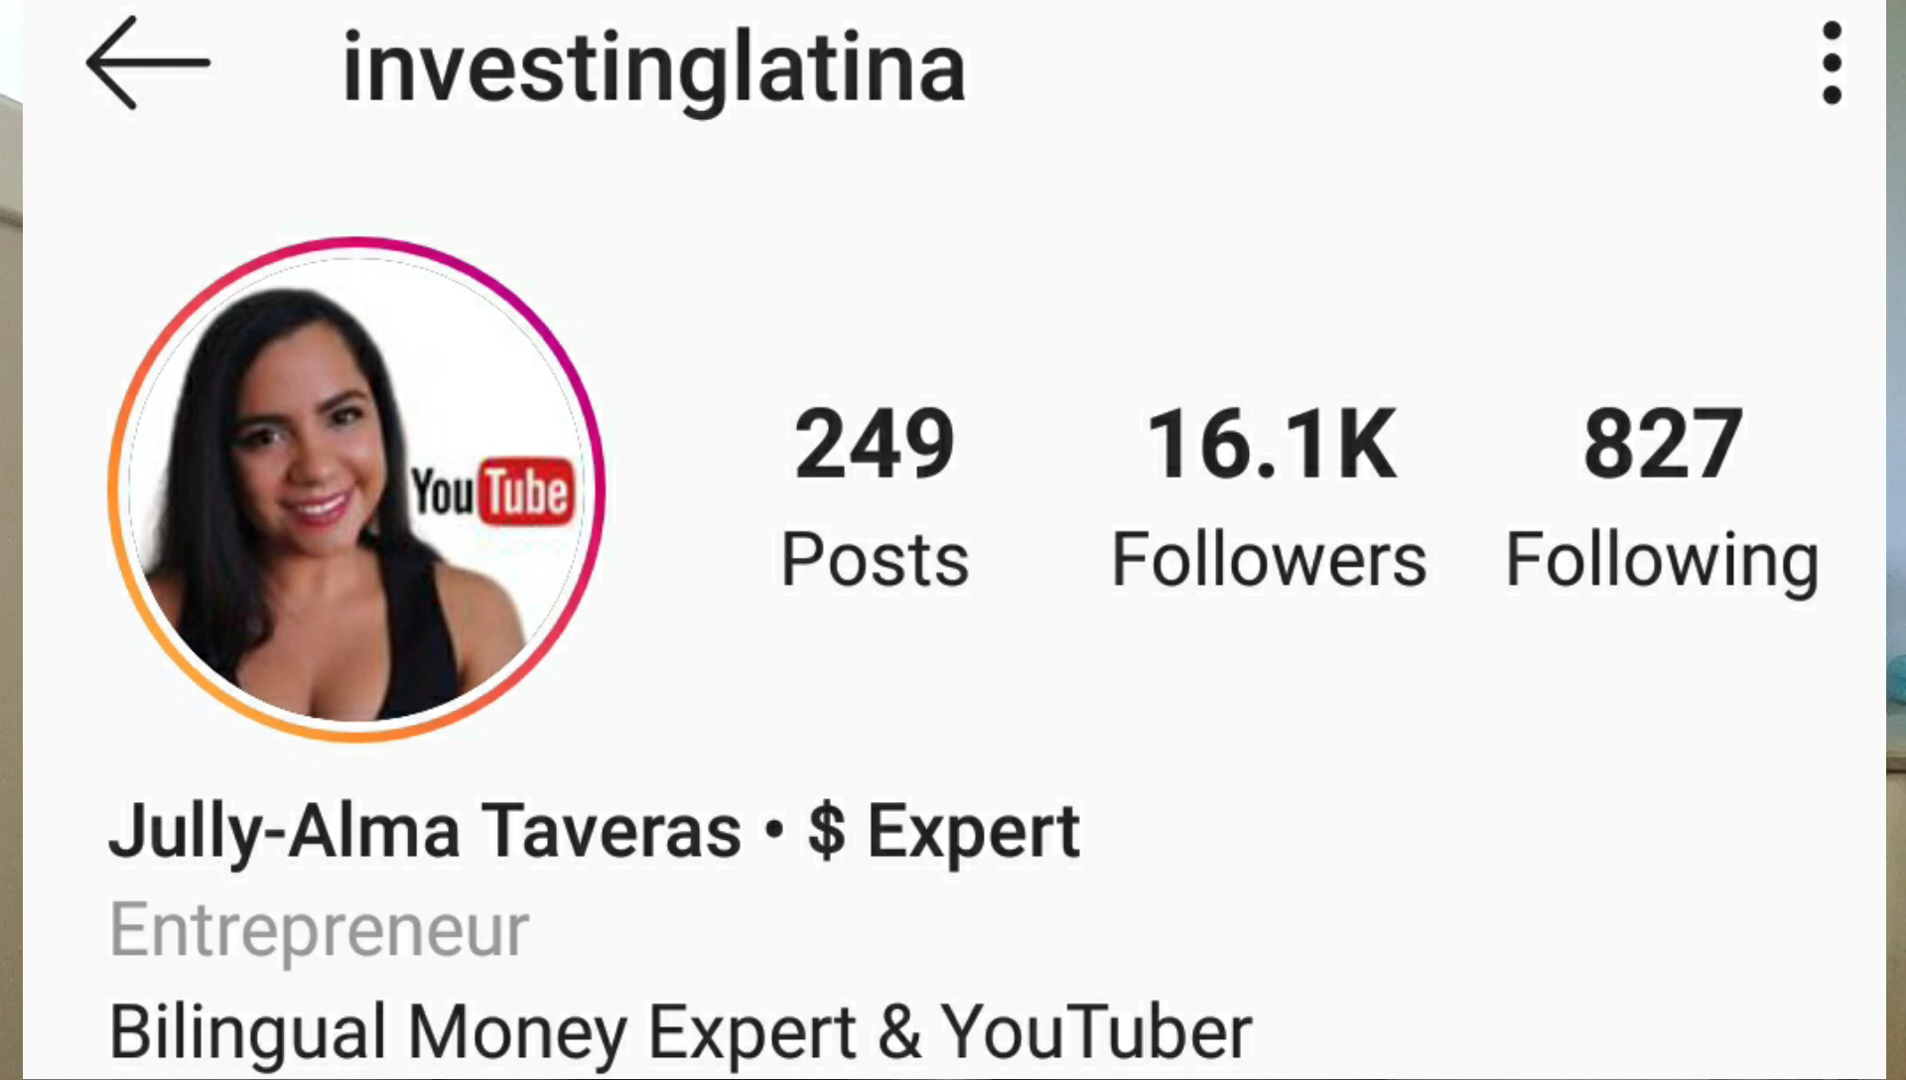 investinglatina
YouTube
249 16.1K 827
Posts Followers Following
Jully-Alma Taveras • $ Expert
Entrepreneur
Bilingual Money Expert & YouTuber